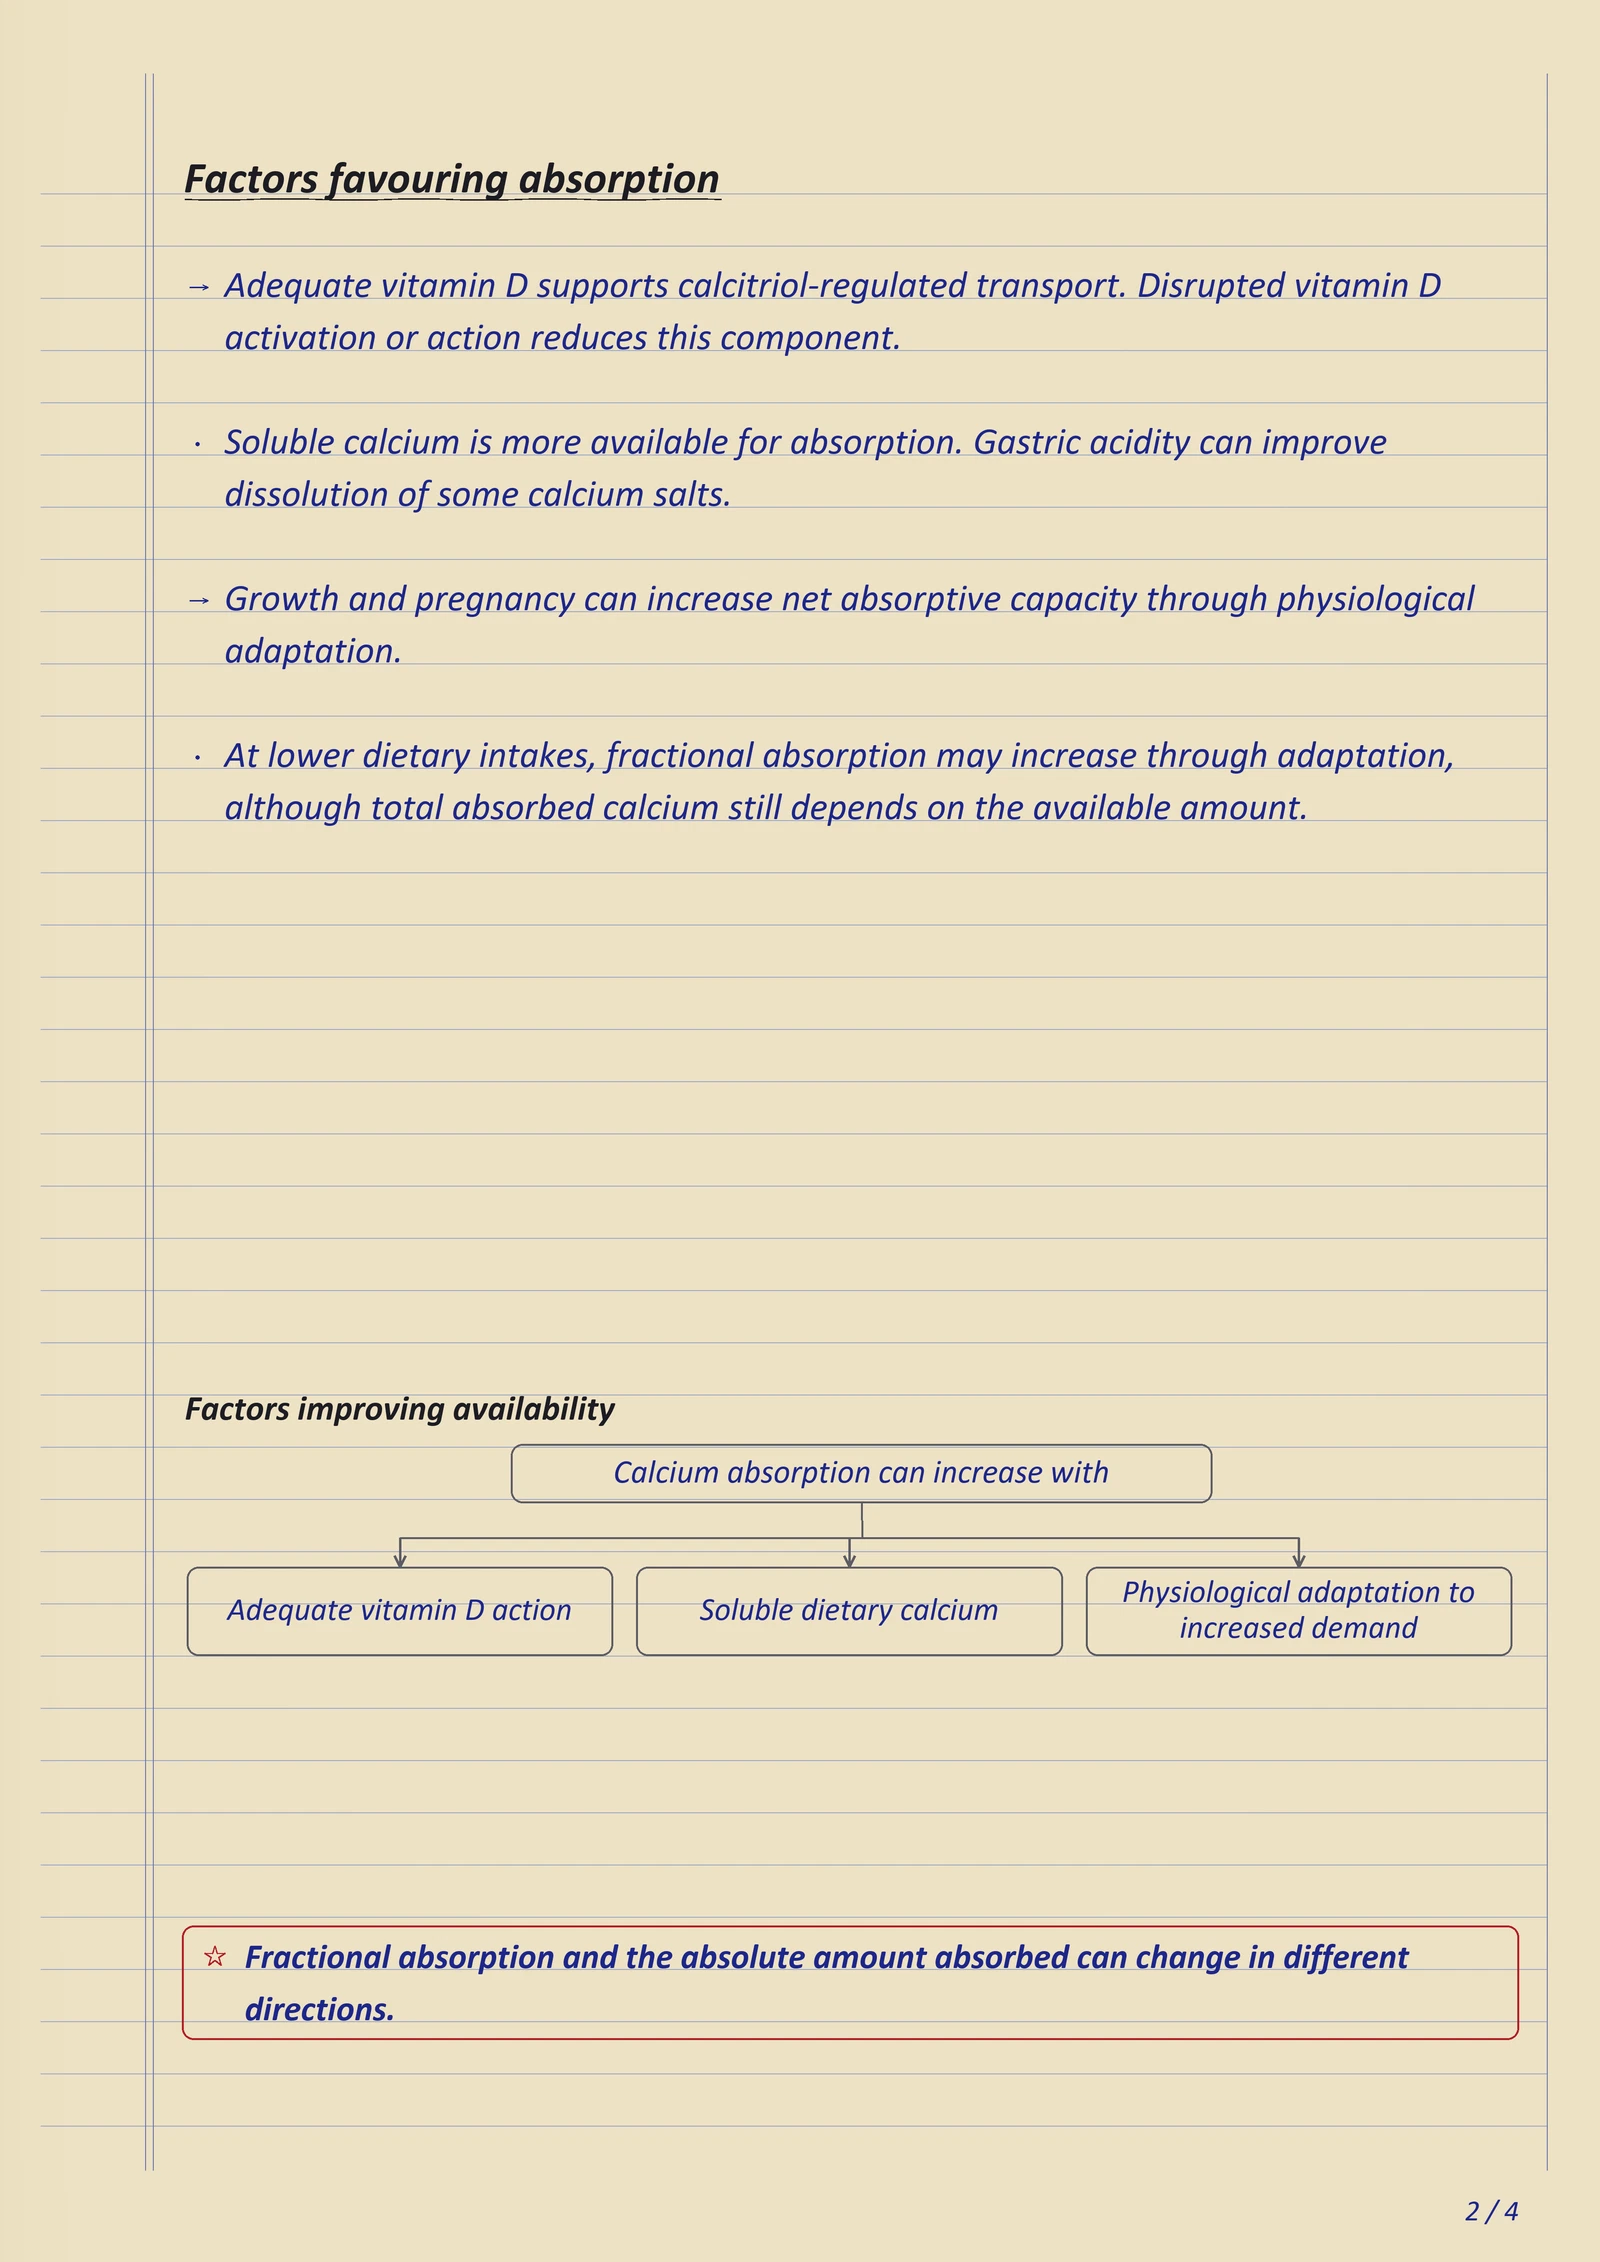 Factors favouring absorption
→ Adequate vitamin D supports calcitriol-regulated transport. Disrupted vitamin D
activation or action reduces this component.
· Soluble calcium is more available for absorption. Gastric acidity can improve
dissolution of some calcium salts.
→ Growth and pregnancy can increase net absorptive capacity through physiological
adaptation.
· At lower dietary intakes, fractional absorption may increase through adaptation,
although total absorbed calcium still depends on the available amount.
Factors improving availability
Calcium absorption can increase with
Adequate vitamin D action
Soluble dietary calcium
Physiological adaptation to
increased demand
☆ Fractional absorption and the absolute amount absorbed can change in different
directions.
2 / 4